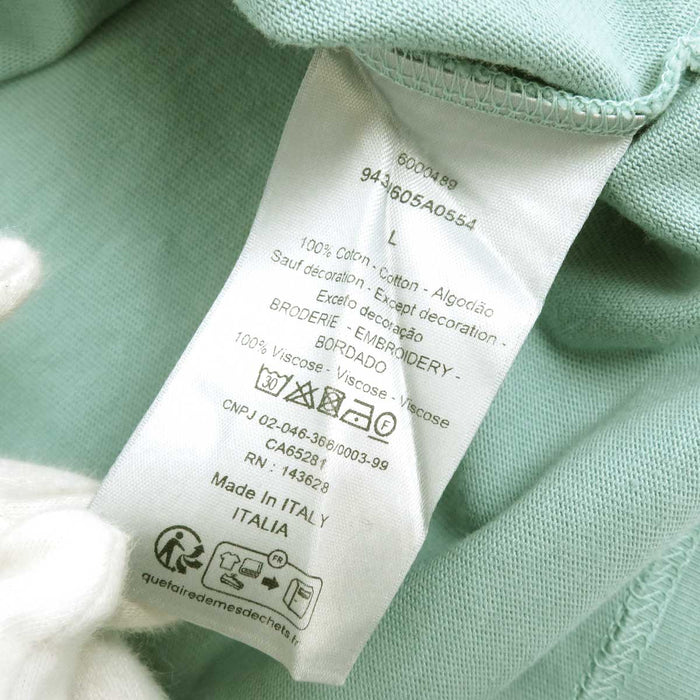 6000489
943I605A0554
L
100% Coton - Cotton - Algodão
Sauf décoration - Except decoration -
Exceto decoração
BRODERIE - EMBROIDERY -
BORDADO
100% Viscose - Viscose - Viscose
30 F
CNPJ 02-046-366/0003-99
CA65281
RN : 143628
Made In ITALY
ITALIA
FR
quefairedemesdechets.fr